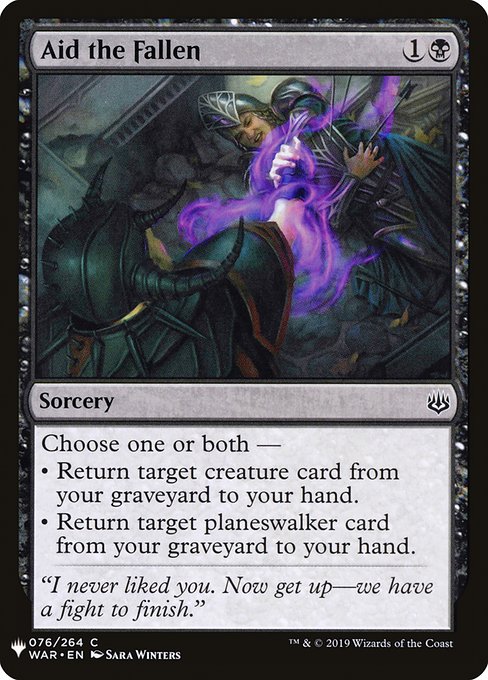 Aid the Fallen 1
Sorcery
Choose one or both —
• Return target creature card from
your graveyard to your hand.
• Return target planeswalker card
from your graveyard to your hand.
“I never liked you. Now get up—we have
a fight to finish.”
076/264 C
WAR • EN Sara Winters
™ & © 2019 Wizards of the Coast